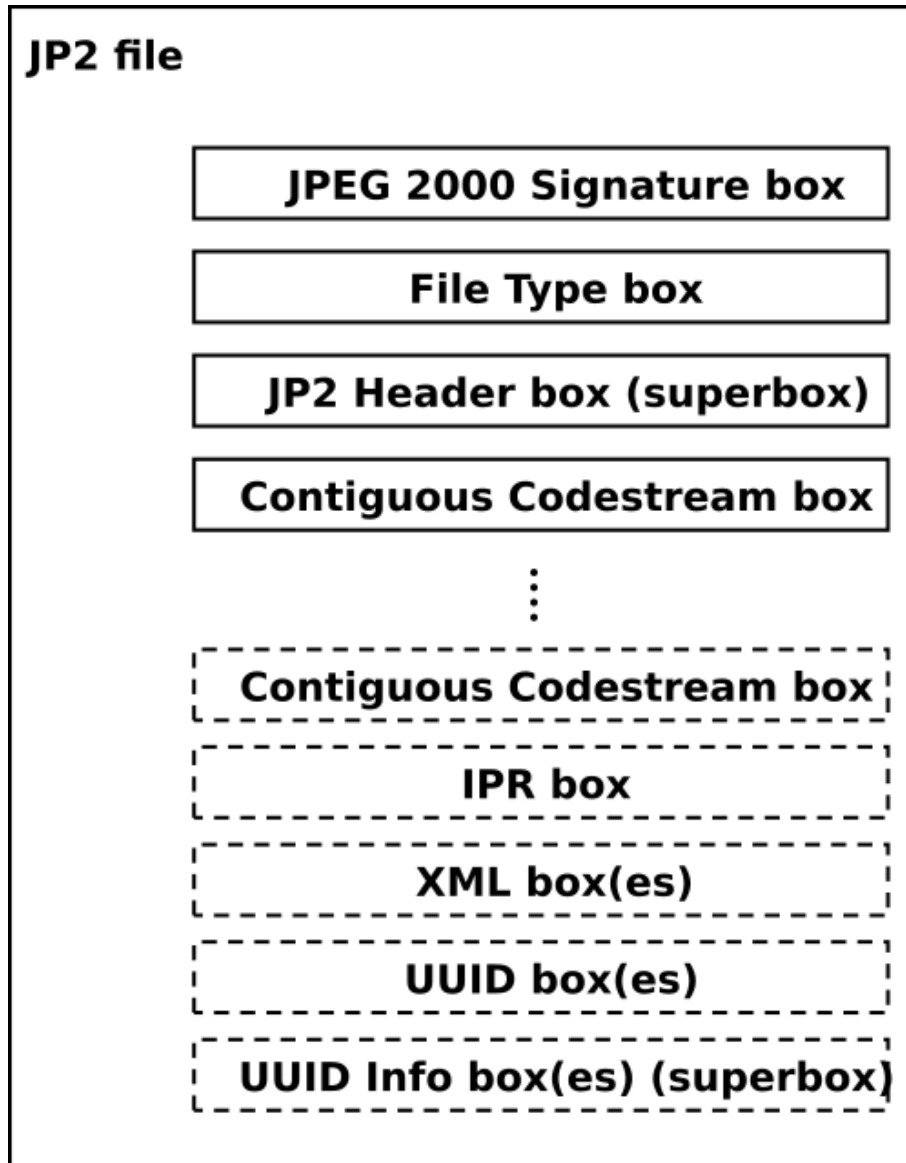 JP2 file
JPEG 2000 Signature box
File Type box
JP2 Header box (superbox)
Contiguous Codestream box
Contiguous Codestream box
IPR box
XML box(es)
UUID box(es)
UUID Info box(es) (superbox)